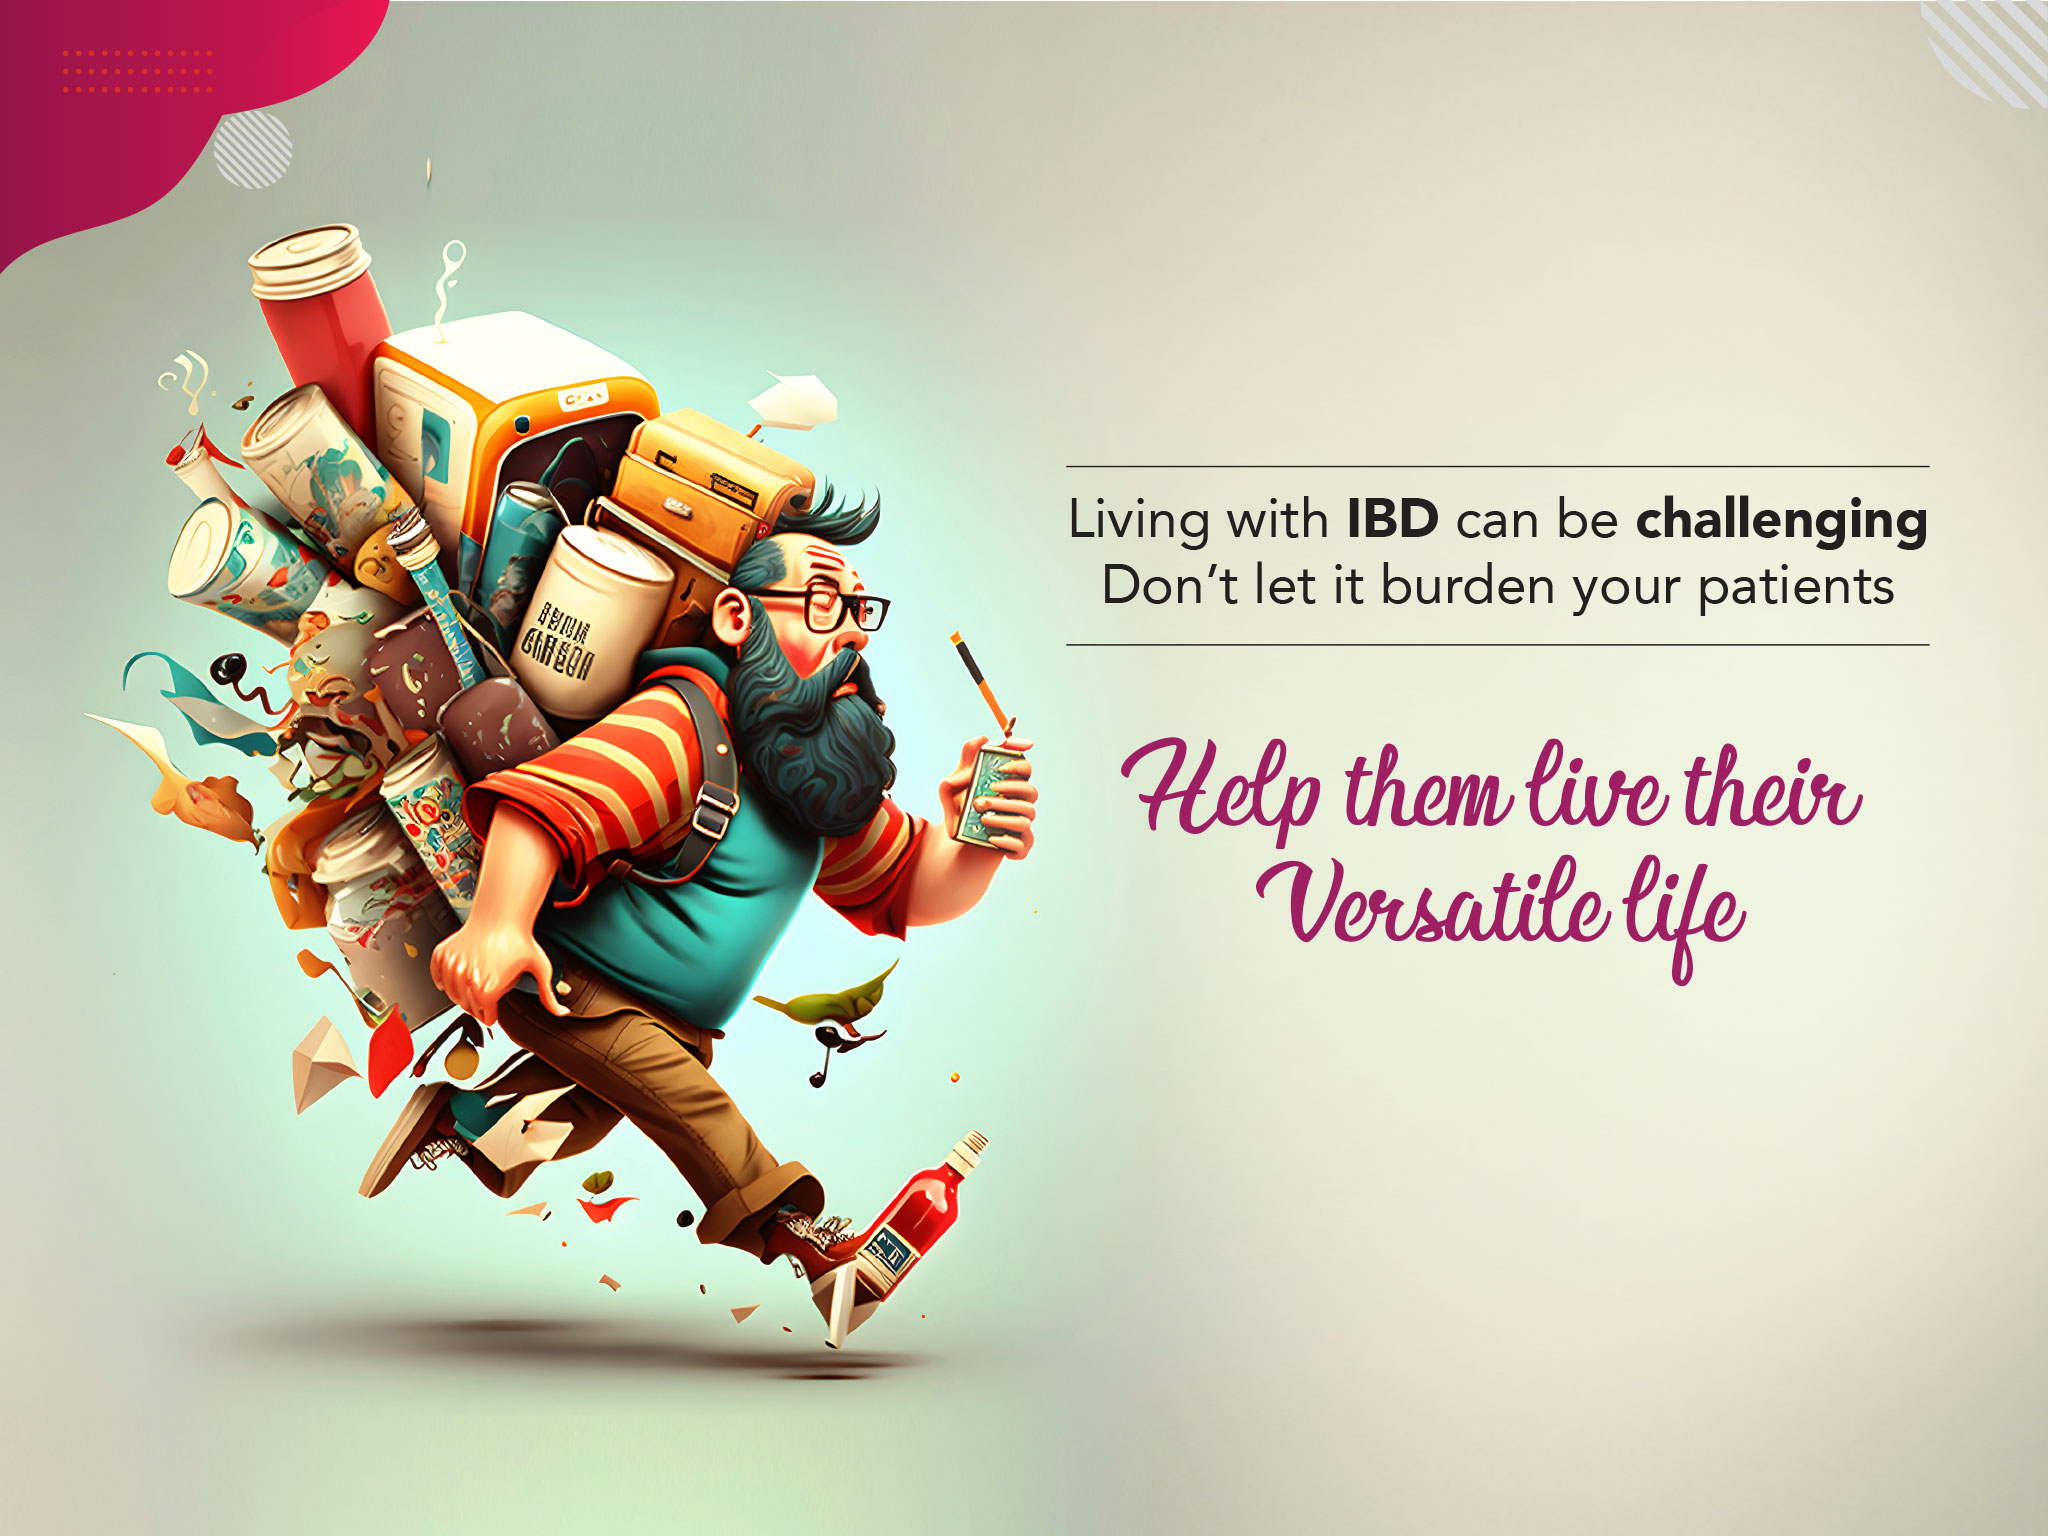 Living with IBD can be challenging
Don't let it burden your patients
Help them live their
Versatile life